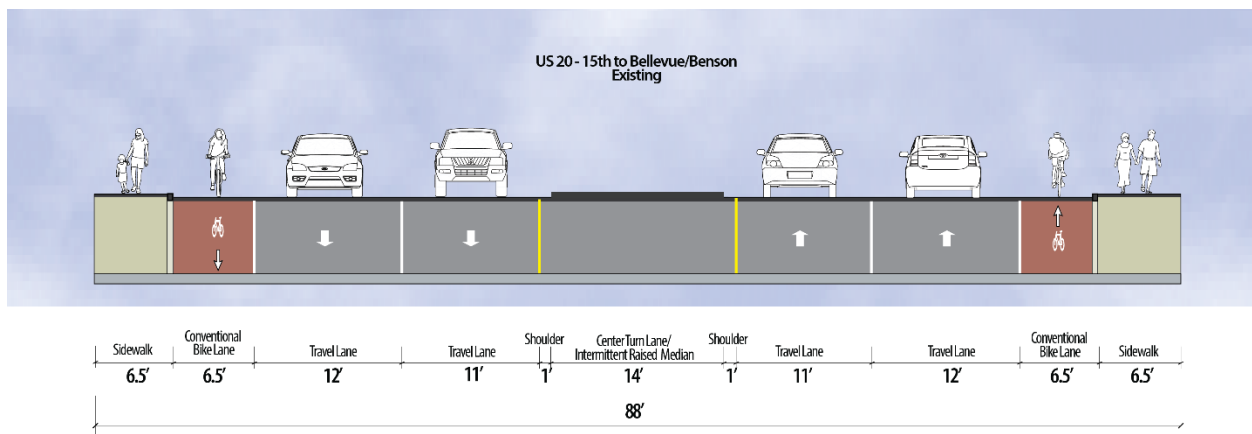 US 20 - 15th to Bellevue/Benson
Existing
Sidewalk
6.5'
Conventional
Bike Lane
6.5'
Travel Lane
12'
Travel Lane
11'
Shoulder
1'
Center Turn Lane/
Intermittent Raised Median
14'
Shoulder
1'
Travel Lane
11'
Travel Lane
12'
Conventional
Bike Lane
6.5'
Sidewalk
6.5'
88'